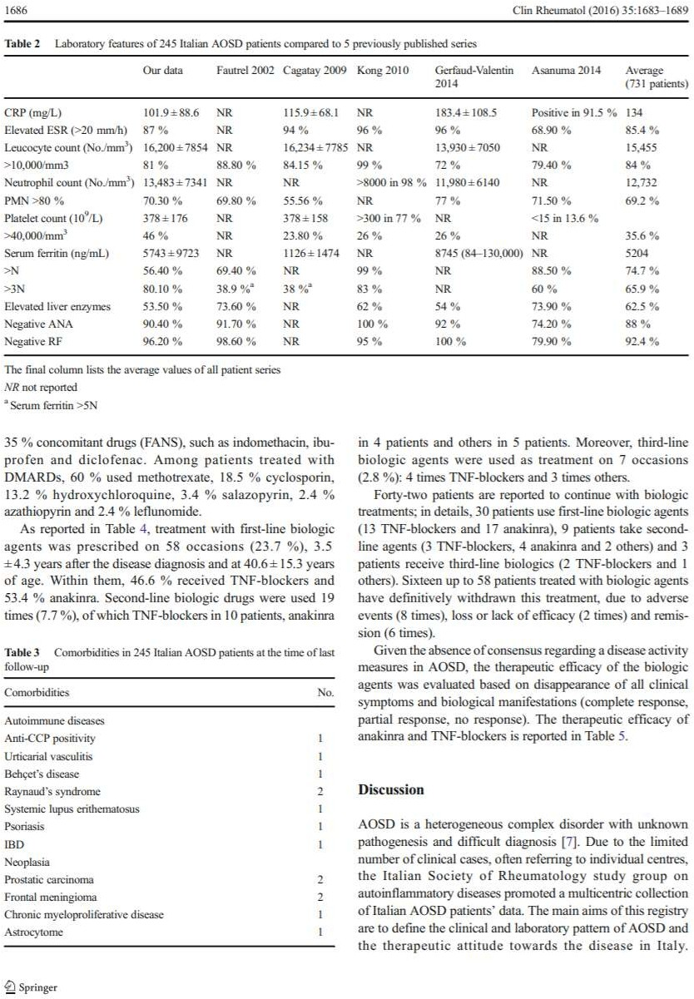 1686
Clin Rheumatol (2016) 35:1683–1689
Table 2 Laboratory features of 245 Italian AOSD patients compared to 5 previously published series
Our data Fautrel 2002 Cagatay 2009 Kong 2010 Gerfaud-Valentin 2014 Asanuma 2014 Average (731 patients)
CRP (mg/L) 101.9±88.6 NR 115.9±68.1 NR 183.4±108.5 Positive in 91.5 % 134
Elevated ESR (>20 mm/h) 87 % NR 94 % 96 % 96 % 68.90 % 85.4 %
Leucocyte count (No./mm³) 16,200±7854 NR 16,234±7785 NR 13,930±7050 NR 15,455
>10,000/mm3 81 % 88.80 % 84.15 % 99 % 72 % 79.40 % 84 %
Neutrophil count (No./mm³) 13,483±7341 NR NR >8000 in 98 % 11,980±6140 NR 12,732
PMN >80 % 70.30 % 69.80 % 55.56 % NR 77 % 71.50 % 69.2 %
Platelet count (10⁹/L) 378±176 NR 378±158 >300 in 77 % NR <15 in 13.6 %
>40,000/mm³ 46 % NR 23.80 % 26 % 26 % NR 35.6 %
Serum ferritin (ng/mL) 5743±9723 NR 1126±1474 NR 8745 (84–130,000) NR 5204
>N 56.40 % 69.40 % NR 99 % NR 88.50 % 74.7 %
>3N 80.10 % 38.9 %ᵃ 38 %ᵃ 83 % NR 60 % 65.9 %
Elevated liver enzymes 53.50 % 73.60 % NR 62 % 54 % 73.90 % 62.5 %
Negative ANA 90.40 % 91.70 % NR 100 % 92 % 74.20 % 88 %
Negative RF 96.20 % 98.60 % NR 95 % 100 % 79.90 % 92.4 %
The final column lists the average values of all patient series
NR not reported
ᵃ Serum ferritin >5N
35 % concomitant drugs (FANS), such as indomethacin, ibu-
profen and diclofenac. Among patients treated with
DMARDs, 60 % used methotrexate, 18.5 % cyclosporin,
13.2 % hydroxychloroquine, 3.4 % salazopyrin, 2.4 %
azathiopyrin and 2.4 % leflunomide.
As reported in Table 4, treatment with first-line biologic
agents was prescribed on 58 occasions (23.7 %), 3.5
±4.3 years after the disease diagnosis and at 40.6±15.3 years
of age. Within them, 46.6 % received TNF-blockers and
53.4 % anakinra. Second-line biologic drugs were used 19
times (7.7 %), of which TNF-blockers in 10 patients, anakinra
Table 3 Comorbidities in 245 Italian AOSD patients at the time of last
follow-up
Comorbidities No.
Autoimmune diseases
Anti-CCP positivity 1
Urticarial vasculitis 1
Behçet's disease 1
Raynaud's syndrome 2
Systemic lupus erithematosus 1
Psoriasis 1
IBD 1
Neoplasia
Prostatic carcinoma 2
Frontal meningioma 2
Chronic myeloproliferative disease 1
Astrocytome 1
in 4 patients and others in 5 patients. Moreover, third-line
biologic agents were used as treatment on 7 occasions
(2.8 %): 4 times TNF-blockers and 3 times others.
Forty-two patients are reported to continue with biologic
treatments; in details, 30 patients use first-line biologic agents
(13 TNF-blockers and 17 anakinra), 9 patients take second-
line agents (3 TNF-blockers, 4 anakinra and 2 others) and 3
patients receive third-line biologics (2 TNF-blockers and 1
others). Sixteen up to 58 patients treated with biologic agents
have definitively withdrawn this treatment, due to adverse
events (8 times), loss or lack of efficacy (2 times) and remis-
sion (6 times).
Given the absence of consensus regarding a disease activity
measures in AOSD, the therapeutic efficacy of the biologic
agents was evaluated based on disappearance of all clinical
symptoms and biological manifestations (complete response,
partial response, no response). The therapeutic efficacy of
anakinra and TNF-blockers is reported in Table 5.
Discussion
AOSD is a heterogeneous complex disorder with unknown
pathogenesis and difficult diagnosis [7]. Due to the limited
number of clinical cases, often referring to individual centres,
the Italian Society of Rheumatology study group on
autoinflammatory diseases promoted a multicentric collection
of Italian AOSD patients' data. The main aims of this registry
are to define the clinical and laboratory pattern of AOSD and
the therapeutic attitude towards the disease in Italy.
Springer